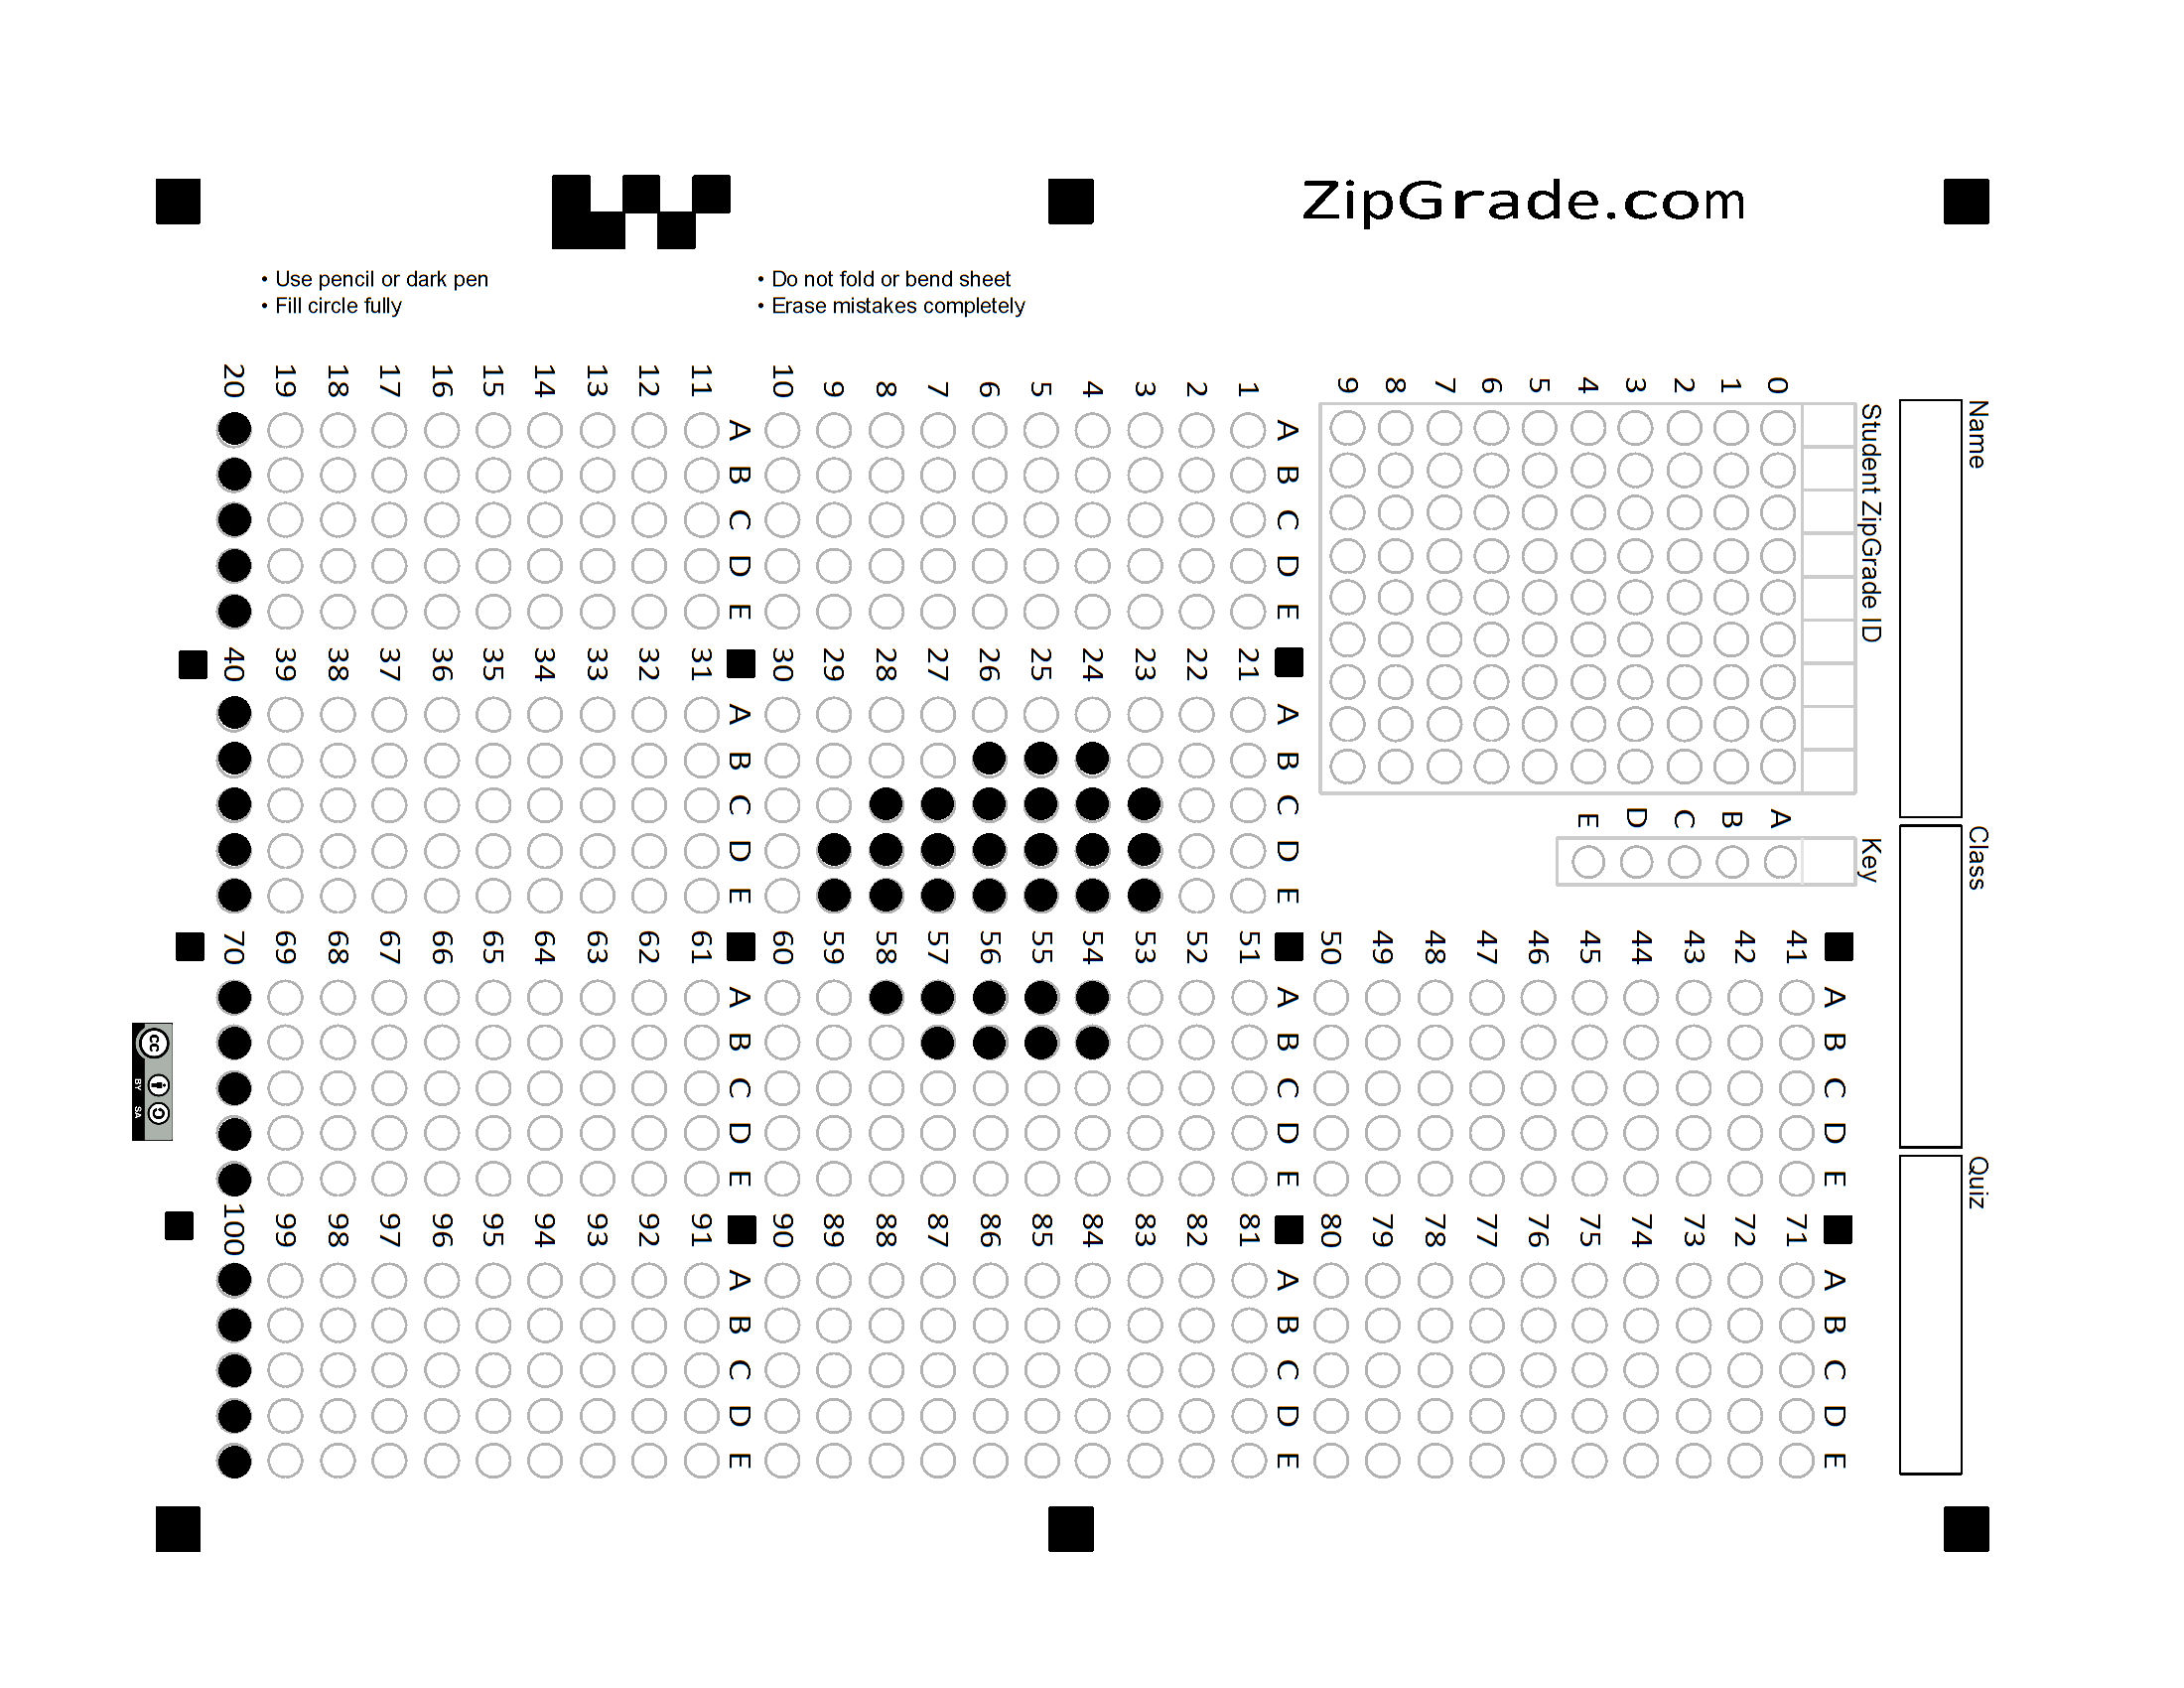 ZipGrade.com
• Use pencil or dark pen
• Fill circle fully
• Do not fold or bend sheet
• Erase mistakes completely
Name Class Quiz
Student ZipGrade ID
0
1
2
3
4
5
6
7
8
9
Key
A
B
C
D
E
A B C D E A B C D E
41 71
42 72
43 73
44 74
45 75
46 76
47 77
48 78
49 79
50 80
A B C D E A B C D E A B C D E A B C D E
1 21 51 81
2 22 52 82
3 23 53 83
4 24 54 84
5 25 55 85
6 26 56 86
7 27 57 87
8 28 58 88
9 29 59 89
10 30 60 90
A B C D E A B C D E A B C D E A B C D E
11 31 61 91
12 32 62 92
13 33 63 93
14 34 64 94
15 35 65 95
16 36 66 96
17 37 67 97
18 38 68 98
19 39 69 99
20 40 70 100
cc
BY SA